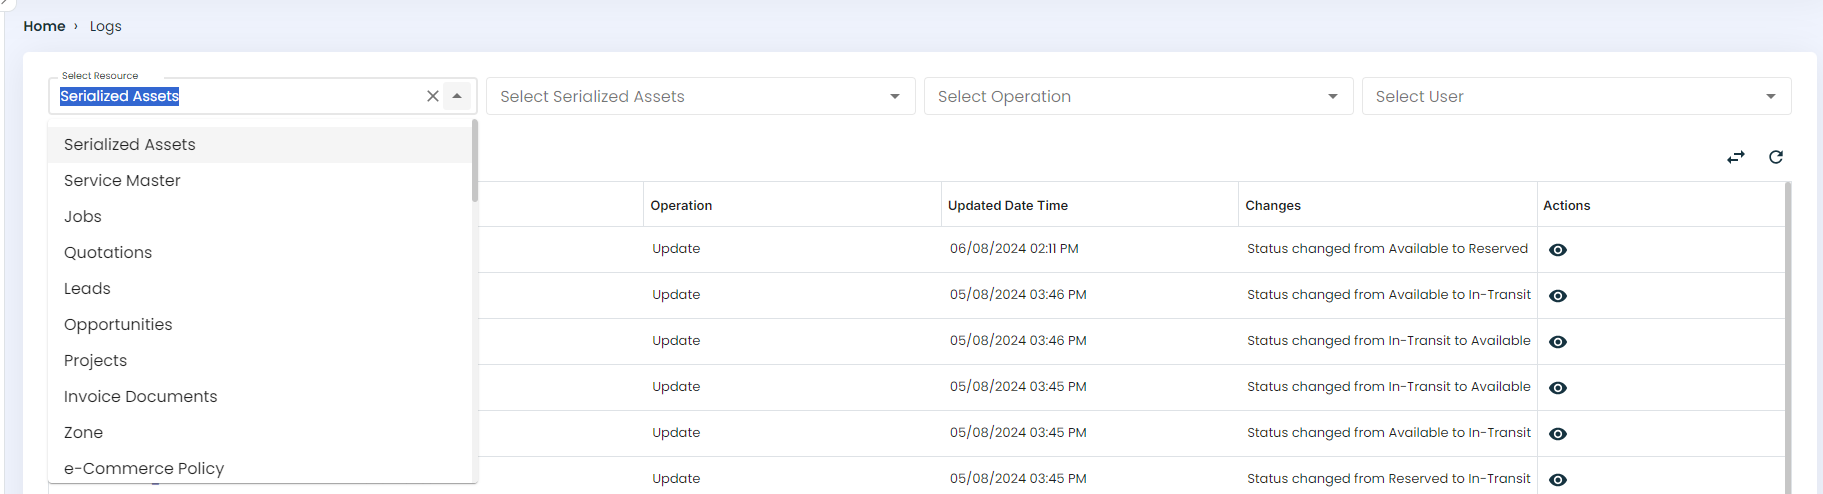 Home › Logs
Select Resource
Serialized Assets
Select Serialized Assets
Select Operation
Select User
Serialized Assets
Service Master
Jobs
Quotations
Leads
Opportunities
Projects
Invoice Documents
Zone
e-Commerce Policy
Operation Updated Date Time Changes Actions
Update 06/08/2024 02:11 PM Status changed from Available to Reserved
Update 05/08/2024 03:46 PM Status changed from Available to In-Transit
Update 05/08/2024 03:46 PM Status changed from In-Transit to Available
Update 05/08/2024 03:45 PM Status changed from In-Transit to Available
Update 05/08/2024 03:45 PM Status changed from Available to In-Transit
Update 05/08/2024 03:45 PM Status changed from Reserved to In-Transit